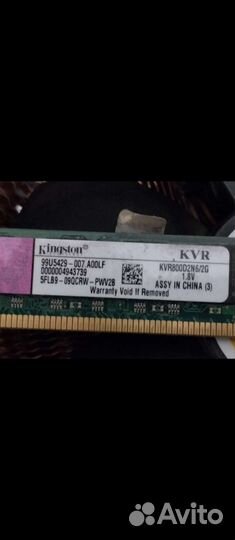 Kingston KVR
99U5429-007.A00LF KVR800D2N6/2G
0000004943739 1.8V
5FLB9-09QCRW-PWV2B ASSY IN CHINA (3)
Warranty Void If Removed
Avito